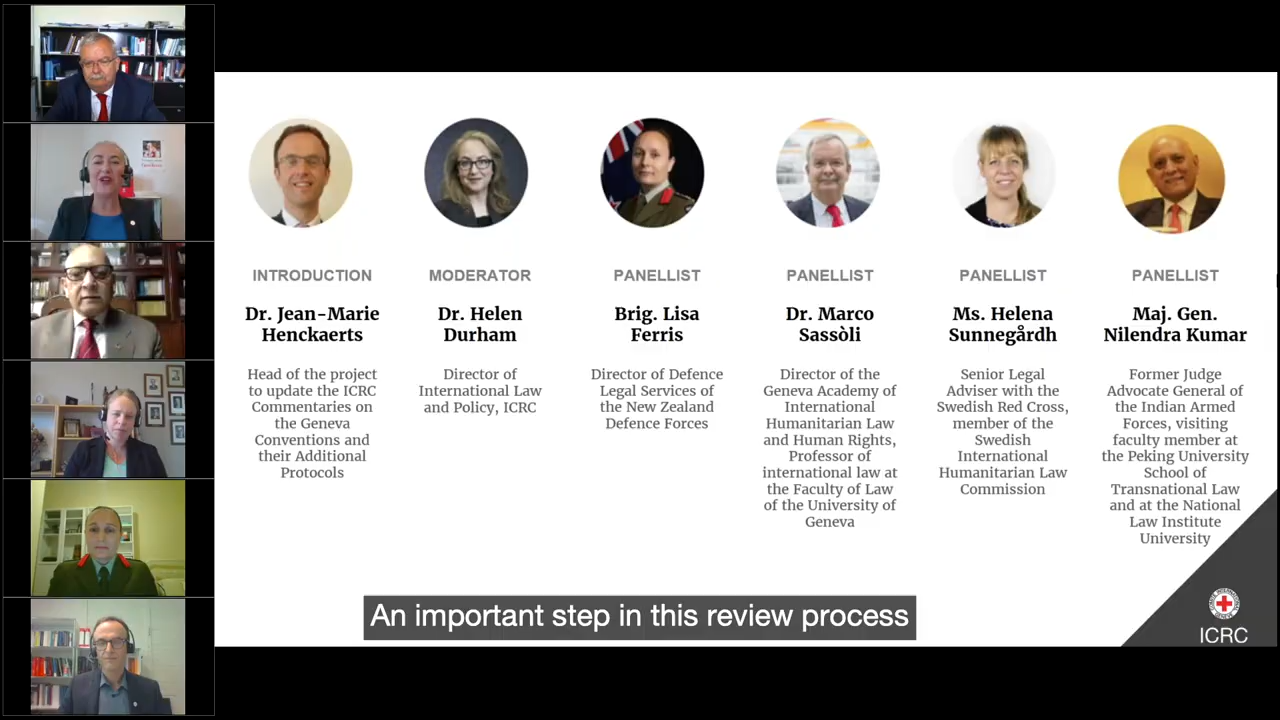 INTRODUCTION
Dr. Jean-Marie
Henckaerts
Head of the project
to update the ICRC
Commentaries on
the Geneva
Conventions and
their Additional
Protocols
MODERATOR
Dr. Helen
Durham
Director of
International Law
and Policy, ICRC
PANELLIST
Brig. Lisa
Ferris
Director of Defence
Legal Services of
the New Zealand
Defence Forces
PANELLIST
Dr. Marco
Sassòli
Director of the
Geneva Academy of
International
Humanitarian Law
and Human Rights,
Professor of
international law at
the Faculty of Law
of the University of
Geneva
PANELLIST
Ms. Helena
Sunnegårdh
Senior Legal
Adviser with the
Swedish Red Cross,
member of the
Swedish
International
Humanitarian Law
Commission
PANELLIST
Maj. Gen.
Nilendra Kumar
Former Judge
Advocate General of
the Indian Armed
Forces, visiting
faculty member at
the Peking University
School of
Transnational Law
and at the National
Law Institute
University
An important step in this review process
ICRC